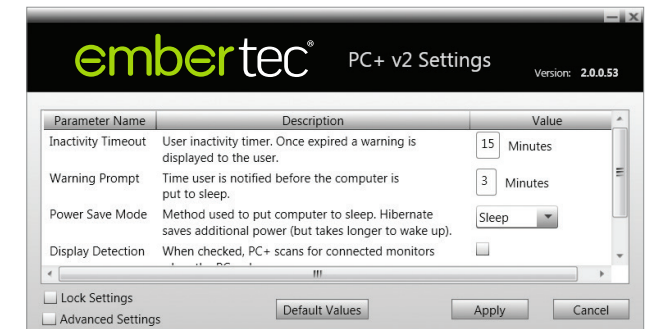 embertec®
PC+ v2 Settings
Version: 2.0.0.53
Parameter Name Description Value
Inactivity Timeout User inactivity timer. Once expired a warning is
displayed to the user.
15 Minutes
Warning Prompt Time user is notified before the computer is
put to sleep.
3 Minutes
Power Save Mode Method used to put computer to sleep. Hibernate
saves additional power (but takes longer to wake up).
Sleep
Display Detection When checked, PC+ scans for connected monitors
Lock Settings
Advanced Settings
Default Values
Apply
Cancel